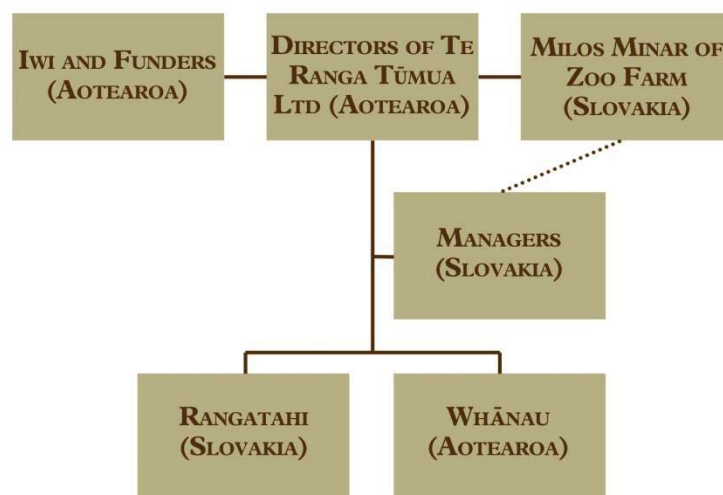 IWI AND FUNDERS
(AOTEAROA)
DIRECTORS OF TE
RANGA TŪMUA
LTD (AOTEAROA)
MILOS MINAR OF
ZOO FARM
(SLOVAKIA)
MANAGERS
(SLOVAKIA)
RANGATAHI
(SLOVAKIA)
WHĀNAU
(AOTEAROA)